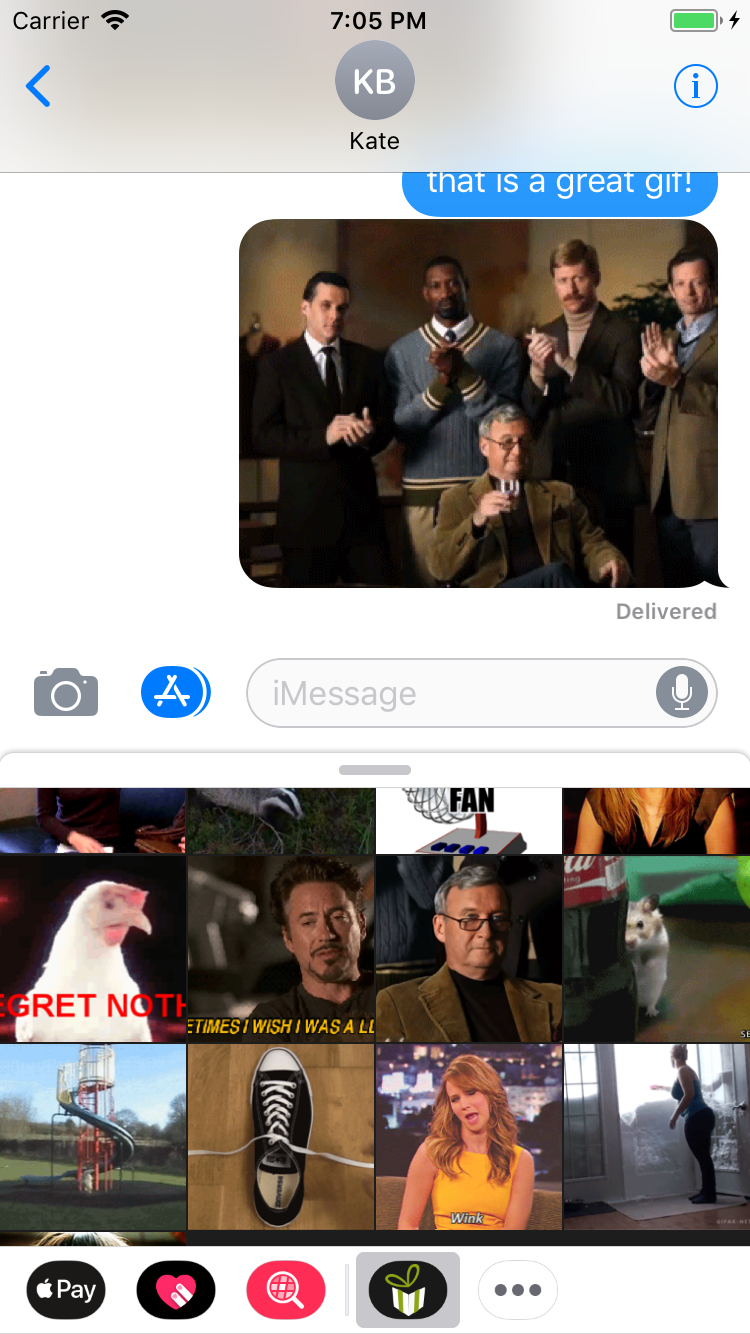 Carrier
7:05 PM
KB
Kate
that is a great gif!
Delivered
iMessage
FAN
EGRET NOTH
ETIMES I WISH I WAS A
CONVERSE
Wink
Pay